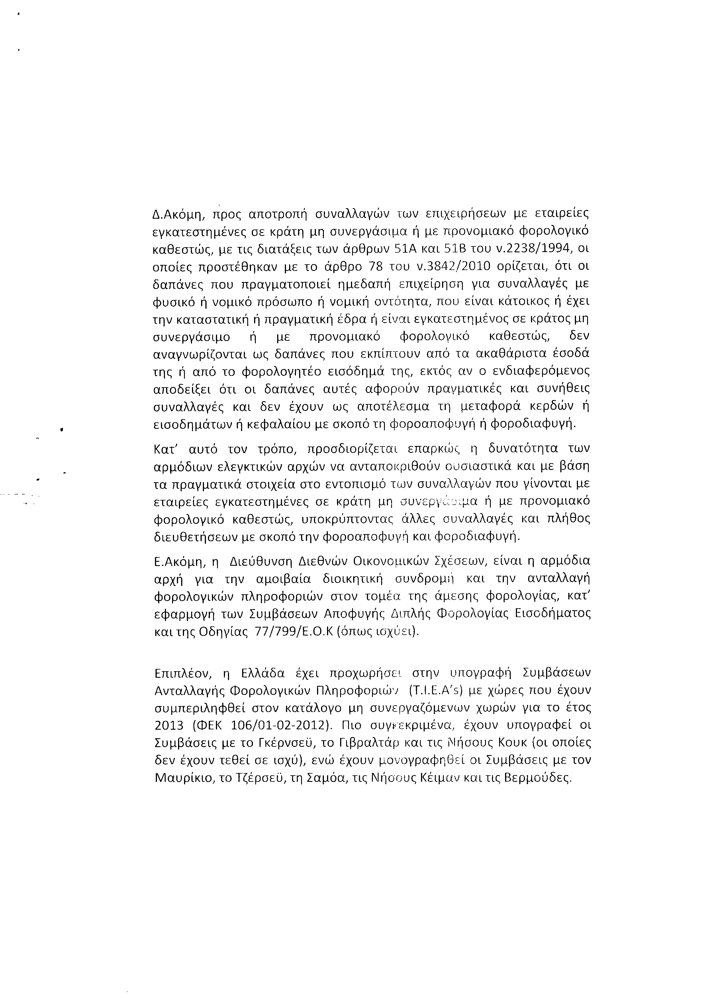 Δ.Ακόμη, προς αποτροπή συναλλαγών των επιχειρήσεων με εταιρείες
εγκατεστημένες σε κράτη μη συνεργάσιμα ή με προνομιακό φορολογικό
καθεστώς, με τις διατάξεις των άρθρων 51Α και 51Β του ν.2238/1994, οι
οποίες προστέθηκαν με το άρθρο 78 του ν.3842/2010 ορίζεται, ότι οι
δαπάνες που πραγματοποιεί ημεδαπή επιχείρηση για συναλλαγές με
φυσικό ή νομικό πρόσωπο ή νομική οντότητα, που είναι κάτοικος ή έχει
την καταστατική ή πραγματική έδρα ή είναι εγκατεστημένος σε κράτος μη
συνεργάσιμο ή με προνομιακό φορολογικό καθεστώς, δεν
αναγνωρίζονται ως δαπάνες που εκπίπτουν από τα ακαθάριστα έσοδά
της ή από το φορολογητέο εισόδημά της, εκτός αν ο ενδιαφερόμενος
αποδείξει ότι οι δαπάνες αυτές αφορούν πραγματικές και συνήθεις
συναλλαγές και δεν έχουν ως αποτέλεσμα τη μεταφορά κερδών ή
εισοδημάτων ή κεφαλαίου με σκοπό τη φοροαποφυγή ή φοροδιαφυγή.
Κατ' αυτό τον τρόπο, προσδιορίζεται επαρκώς η δυνατότητα των
αρμόδιων ελεγκτικών αρχών να ανταποκριθούν ουσιαστικά και με βάση
τα πραγματικά στοιχεία στο εντοπισμό των συναλλαγών που γίνονται με
εταιρείες εγκατεστημένες σε κράτη μη συνεργάσιμα ή με προνομιακό
φορολογικό καθεστώς, υποκρύπτοντας άλλες συναλλαγές και πλήθος
διευθετήσεων με σκοπό την φοροαποφυγή και φοροδιαφυγή.
Ε.Ακόμη, η Διεύθυνση Διεθνών Οικονομικών Σχέσεων, είναι η αρμόδια
αρχή για την αμοιβαία διοικητική συνδρομή και την ανταλλαγή
φορολογικών πληροφοριών στον τομέα της άμεσης φορολογίας, κατ'
εφαρμογή των Συμβάσεων Αποφυγής Διπλής Φορολογίας Εισοδήματος
και της Οδηγίας 77/799/Ε.Ο.Κ (όπως ισχύει).
Επιπλέον, η Ελλάδα έχει προχωρήσει στην υπογραφή Συμβάσεων
Ανταλλαγής Φορολογικών Πληροφοριών (T.I.E.A's) με χώρες που έχουν
συμπεριληφθεί στον κατάλογο μη συνεργαζόμενων χωρών για το έτος
2013 (ΦΕΚ 106/01-02-2012). Πιο συγκεκριμένα, έχουν υπογραφεί οι
Συμβάσεις με το Γκέρνσεϋ, το Γιβραλτάρ και τις Νήσους Κουκ (οι οποίες
δεν έχουν τεθεί σε ισχύ), ενώ έχουν μονογραφηθεί οι Συμβάσεις με τον
Μαυρίκιο, το Τζέρσεϋ, τη Σαμόα, τις Νήσους Κέιμαν και τις Βερμούδες.